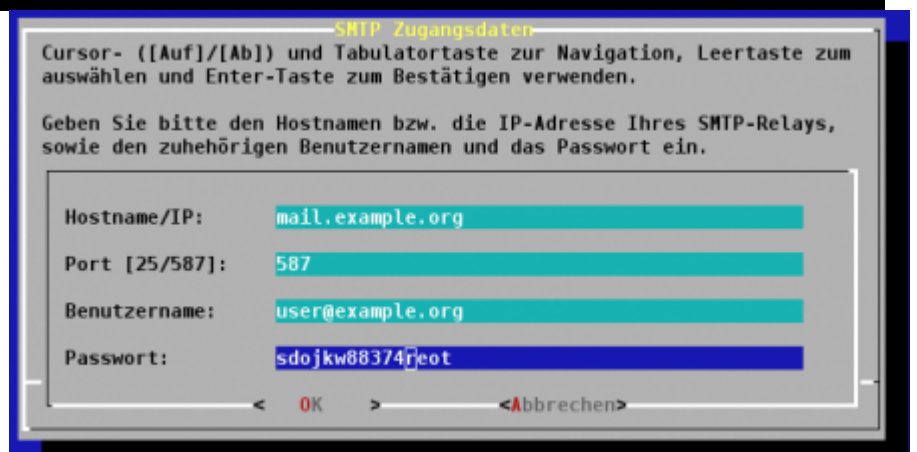 SMTP Zugangsdaten
Cursor- ([Auf]/[Ab]) und Tabulatortaste zur Navigation, Leertaste zum
auswählen und Enter-Taste zum Bestätigen verwenden.
Geben Sie bitte den Hostnamen bzw. die IP-Adresse Ihres SMTP-Relays,
sowie den zuhehörigen Benutzernamen und das Passwort ein.
Hostname/IP: mail.example.org
Port [25/587]: 587
Benutzername: user@example.org
Passwort: sdojkw88374reot
< OK > <Abbrechen>